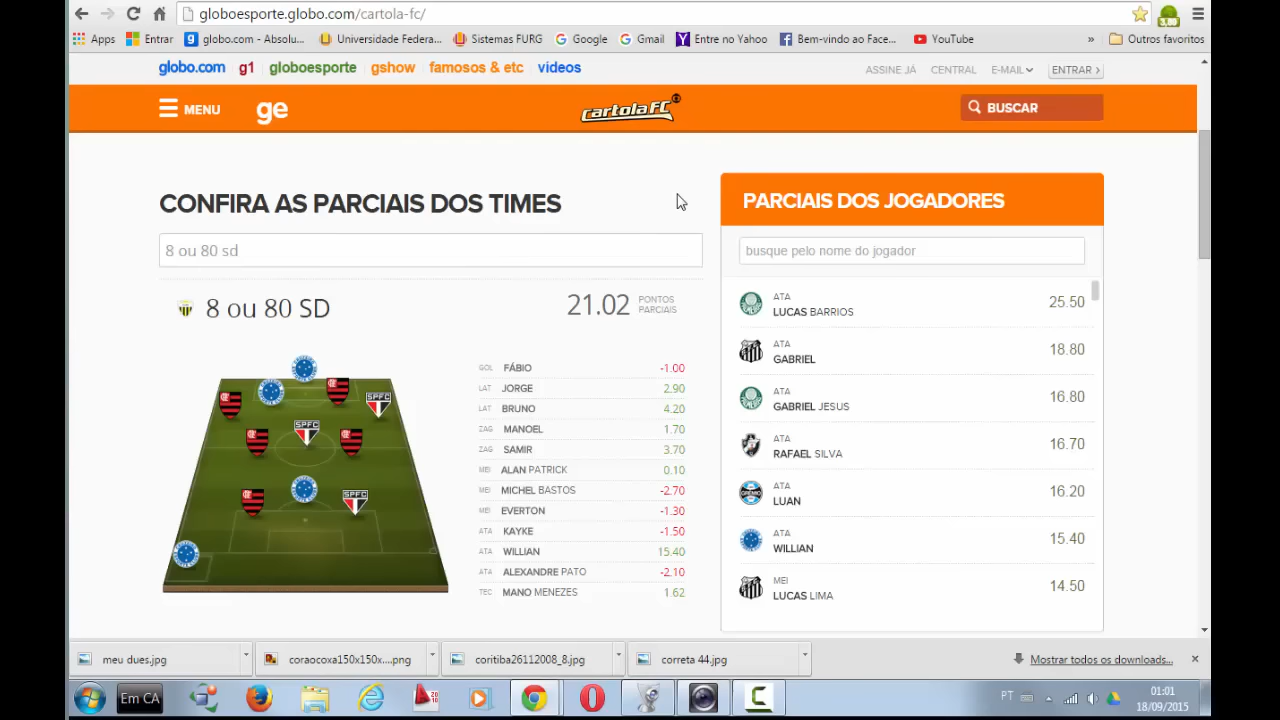 globoesporte.globo.com/cartola-fc/
Apps Entrar globo.com - Absolu... Universidade Federa... Sistemas FURG Google Gmail Entre no Yahoo Bem-vindo ao Face... YouTube » Outros favoritos
globo.com g1 globoesporte gshow famosos & etc vídeos ASSINE JÁ CENTRAL E-MAIL ENTRAR ›
MENU ge cartola FC BUSCAR
CONFIRA AS PARCIAIS DOS TIMES
8 ou 80 sd
8 ou 80 SD 21.02 PONTOS PARCIAIS
GOL FÁBIO -1.00
LAT JORGE 2.90
LAT BRUNO 4.20
ZAG MANOEL 1.70
ZAG SAMIR 3.70
MEI ALAN PATRICK 0.10
MEI MICHEL BASTOS -2.70
MEI EVERTON -1.30
ATA KAYKE -1.50
ATA WILLIAN 15.40
ATA ALEXANDRE PATO -2.10
TEC MANO MENEZES 1.62
SPFC
SPFC
SPFC
PARCIAIS DOS JOGADORES
busque pelo nome do jogador
ATA
LUCAS BARRIOS 25.50
ATA
GABRIEL 18.80
ATA
GABRIEL JESUS 16.80
ATA
RAFAEL SILVA 16.70
ATA
LUAN 16.20
ATA
WILLIAN 15.40
MEI
LUCAS LIMA 14.50
meu dues.jpg coraocoxa150x150x....png coritiba26112008_8.jpg correta 44.jpg Mostrar todos os downloads...
Em CA PT 01:01
18/09/2015